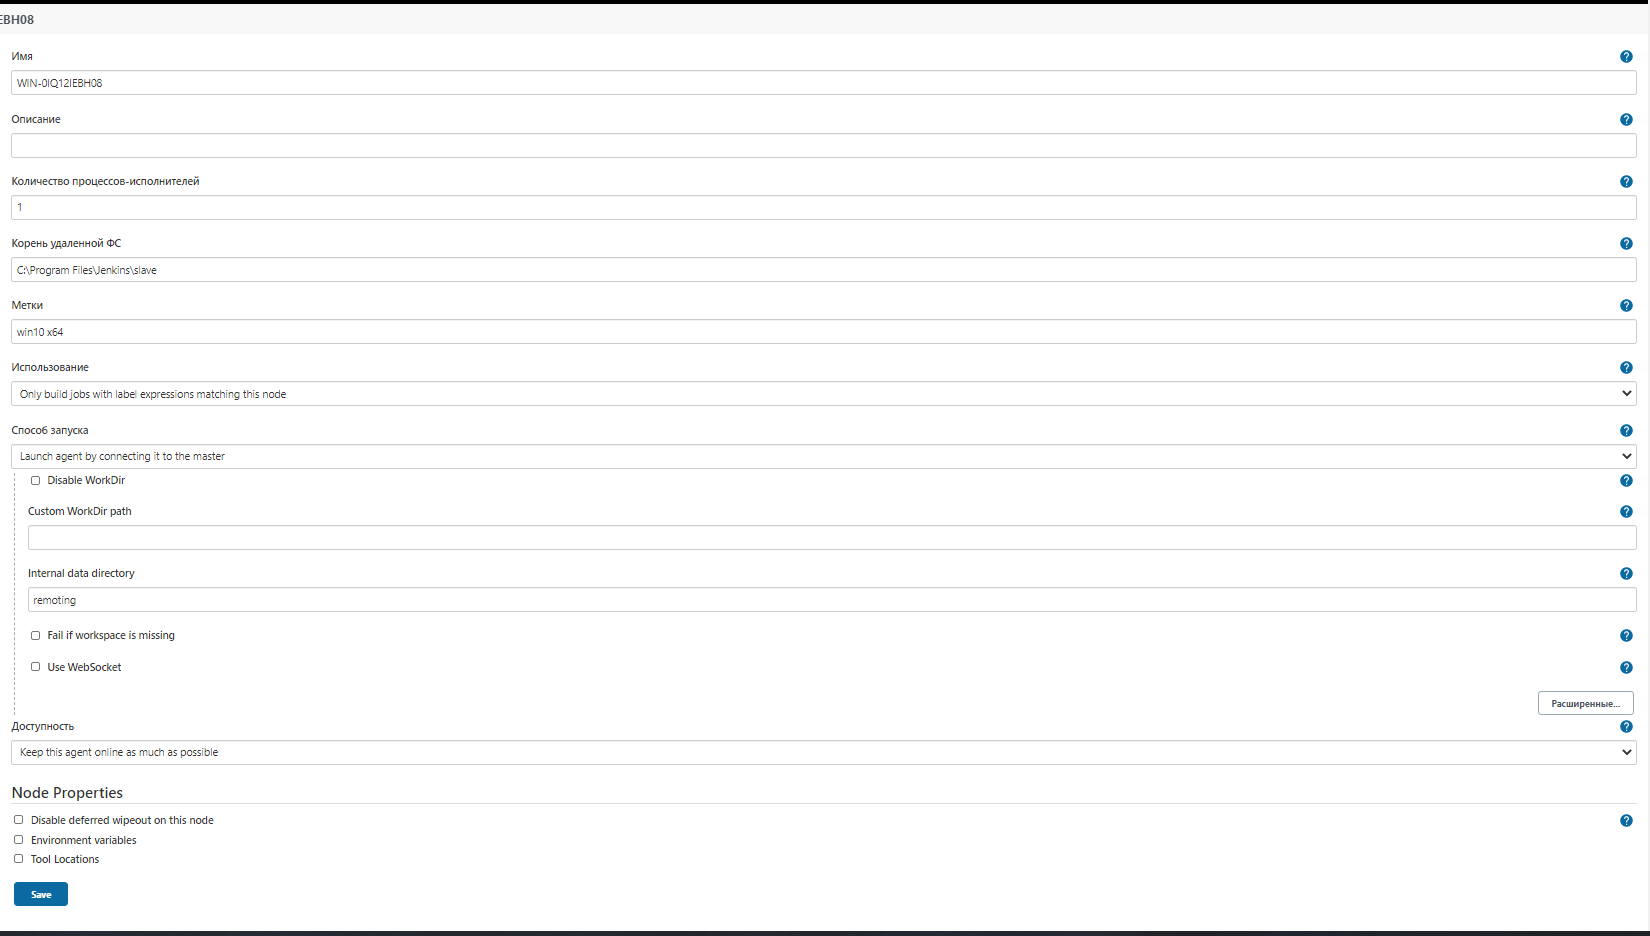 EBH08
Имя
WIN-0IQ12IEBH08
Описание
Количество процессов-исполнителей
1
Корень удаленной ФС
C:\Program Files\Jenkins\slave
Метки
win10 x64
Использование
Only build jobs with label expressions matching this node
Способ запуска
Launch agent by connecting it to the master
Disable WorkDir
Custom WorkDir path
Internal data directory
remoting
Fail if workspace is missing
Use WebSocket
Расширенные...
Доступность
Keep this agent online as much as possible
Node Properties
Disable deferred wipeout on this node
Environment variables
Tool Locations
Save